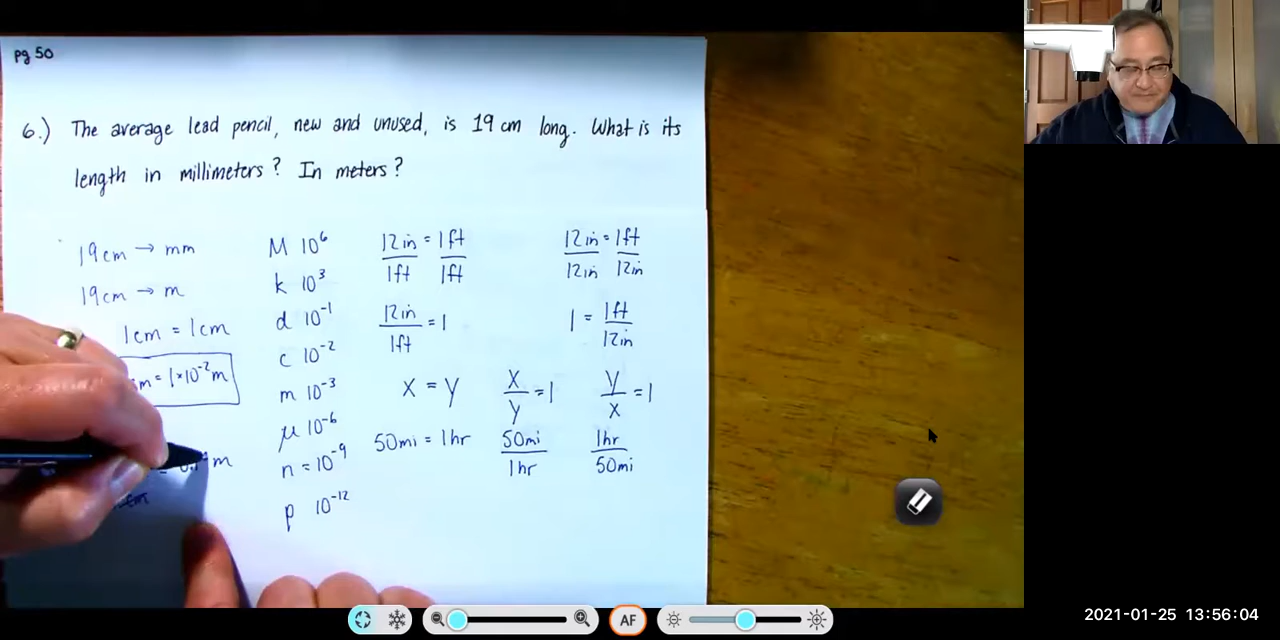 pg 50
6.) The average lead pencil, new and unused, is 19 cm long. What is its
length in millimeters? In meters?
19cm → mm
19cm → m
1cm = 1cm
m = 1×10⁻²m
m
M 10⁶
k 10³
d 10⁻¹
c 10⁻²
m 10⁻³
μ 10⁻⁶
n = 10⁻⁹
p 10⁻¹²
12in/1ft = 1ft/1ft
12in/1ft = 1
12in/12in = 1ft/12in
1 = 1ft/12in
X = Y
X/Y = 1
Y/X = 1
50mi = 1hr
50mi/1hr
1hr/50mi
AF
2021-01-25 13:56:04